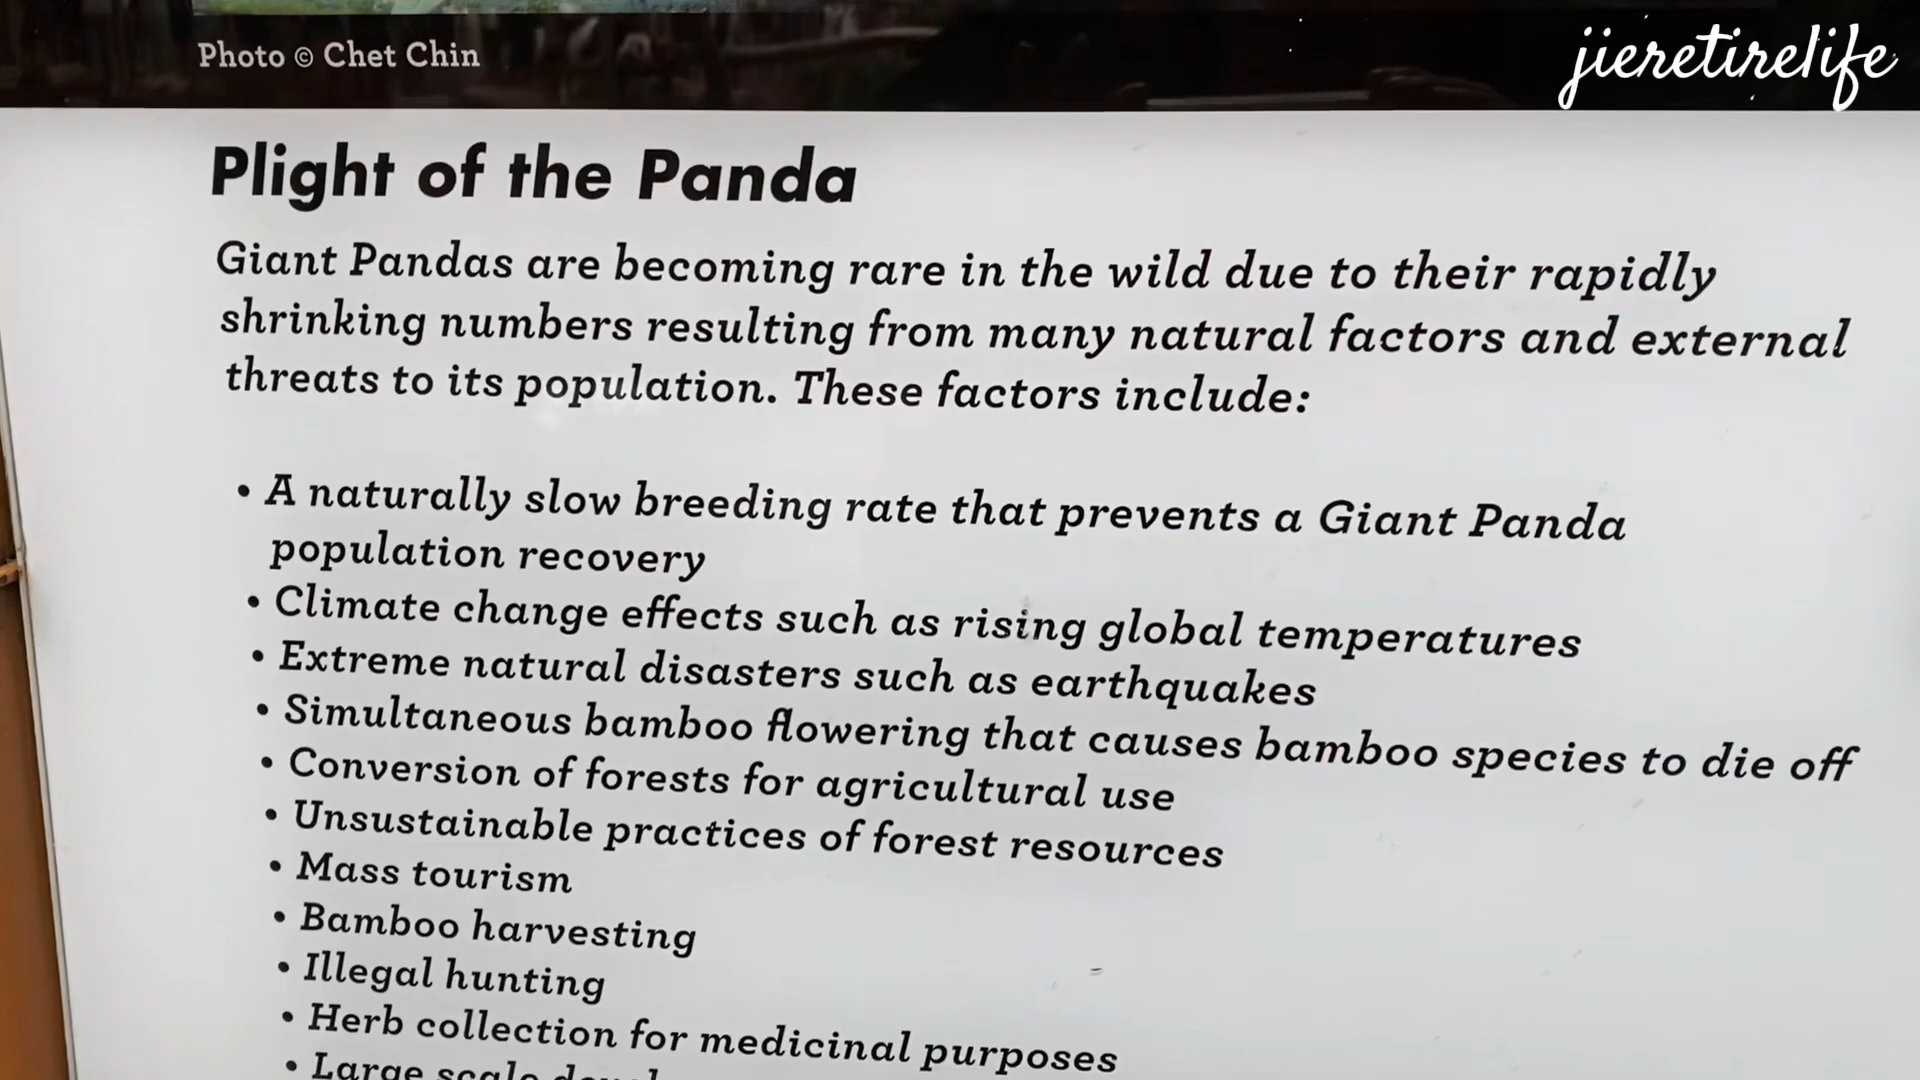 jieretirelife
Photo © Chet Chin
Plight of the Panda
Giant Pandas are becoming rare in the wild due to their rapidly
shrinking numbers resulting from many natural factors and external
threats to its population. These factors include:
• A naturally slow breeding rate that prevents a Giant Panda
population recovery
• Climate change effects such as rising global temperatures
• Extreme natural disasters such as earthquakes
• Simultaneous bamboo flowering that causes bamboo species to die off
• Conversion of forests for agricultural use
• Unsustainable practices of forest resources
• Mass tourism
• Bamboo harvesting
• Illegal hunting
• Herb collection for medicinal purposes
• Large scale